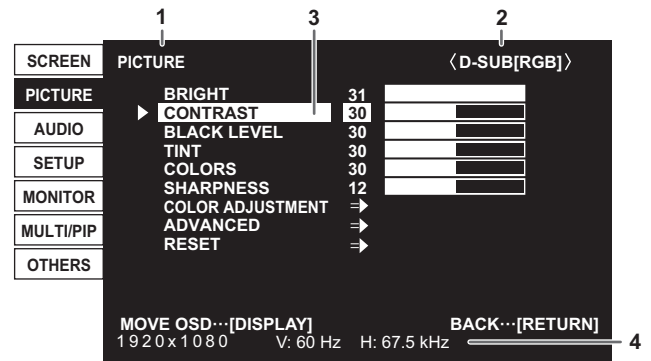 1 3 2
SCREEN
PICTURE
AUDIO
SETUP
MONITOR
MULTI/PIP
OTHERS
PICTURE 〈D-SUB[RGB]〉
BRIGHT 31
CONTRAST 30
BLACK LEVEL 30
TINT 30
COLORS 30
SHARPNESS 12
COLOR ADJUSTMENT
ADVANCED
RESET
MOVE OSD···[DISPLAY] BACK···[RETURN]
1920x1080 V: 60 Hz H: 67.5 kHz 4